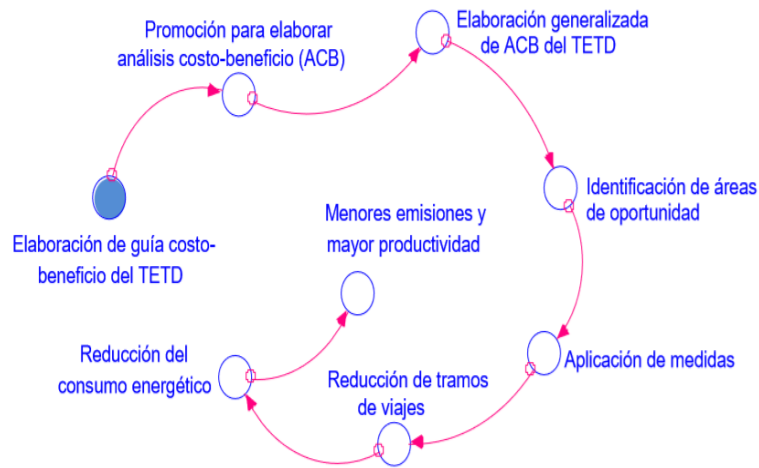 Promoción para elaborar
análisis costo-beneficio (ACB)
Elaboración generalizada
de ACB del TETD
Identificación de áreas
de oportunidad
Elaboración de guía costo-
beneficio del TETD
Menores emisiones y
mayor productividad
Aplicación de medidas
Reducción de tramos
de viajes
Reducción del
consumo energético